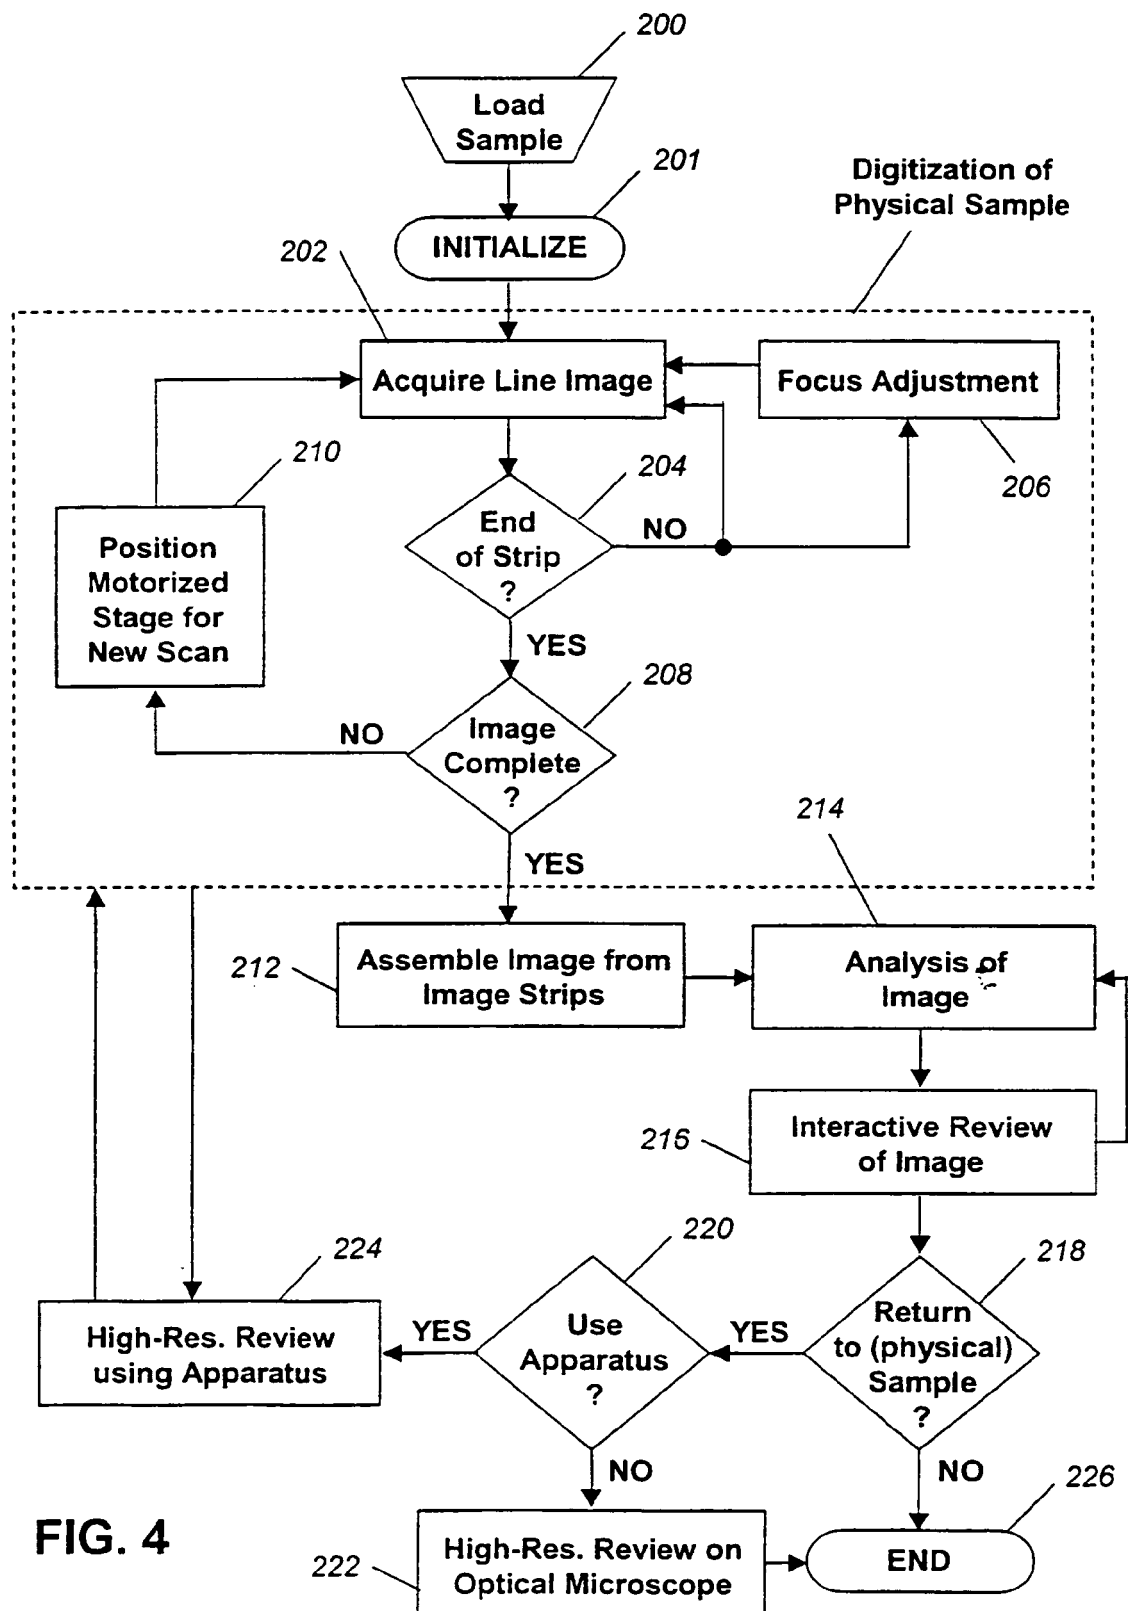 200
Load
Sample
201
INITIALIZE
Digitization of
Physical Sample
202
Acquire Line Image
Focus Adjustment
206
204
End
of Strip
?
NO
YES
210
Position
Motorized
Stage for
New Scan
208
Image
Complete
?
NO
YES
212
Assemble Image from
Image Strips
214
Analysis of
Image
216
Interactive Review
of Image
218
Return
to (physical)
Sample
?
YES
NO
220
Use
Apparatus
?
YES
NO
224
High-Res. Review
using Apparatus
222
High-Res. Review on
Optical Microscope
226
END
FIG. 4